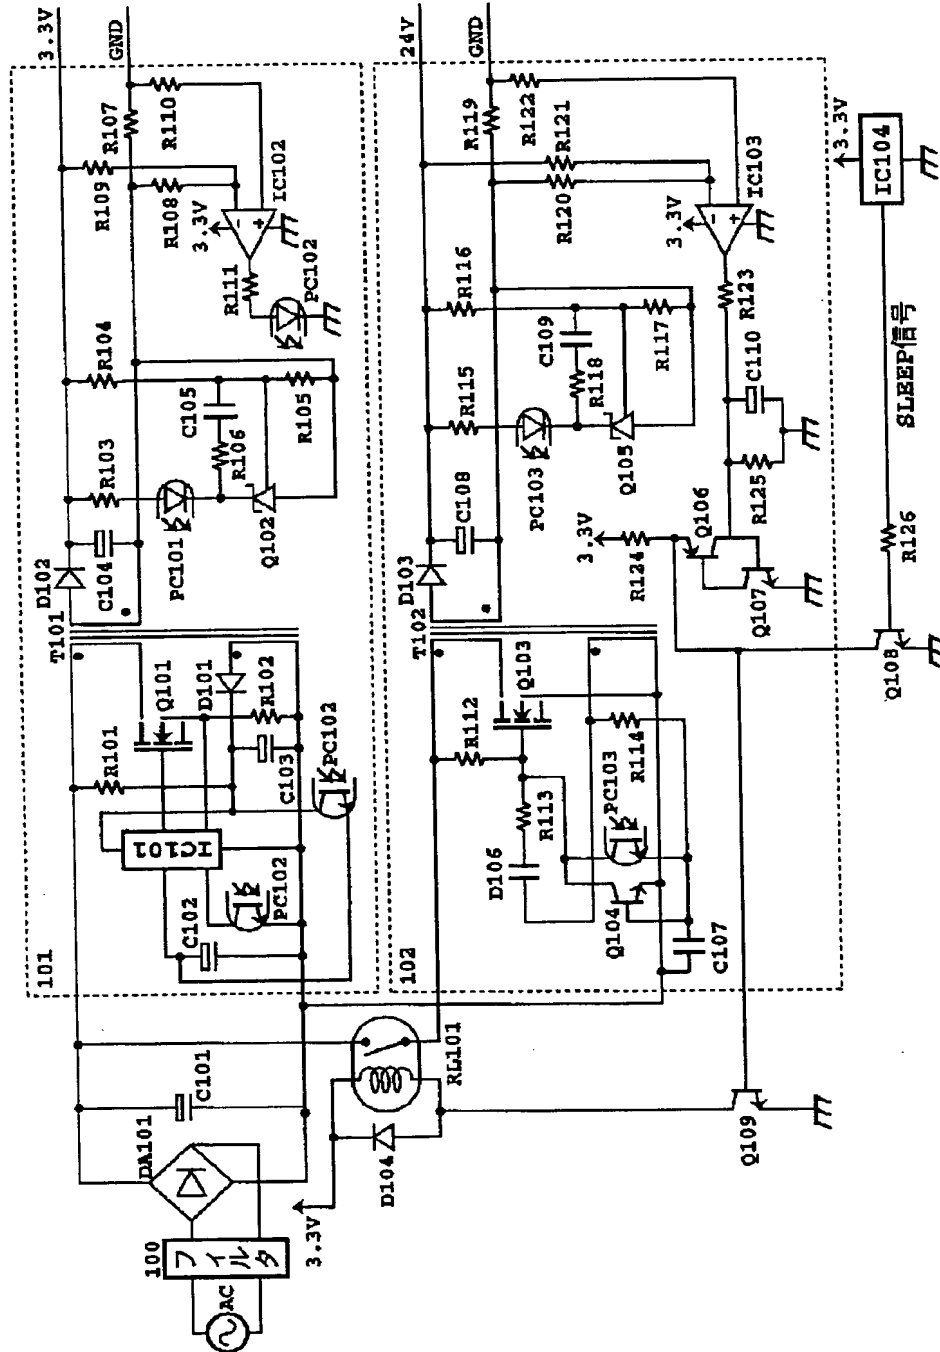 3.3V
GND
R107
R109
R108
R110
3.3V
IC102
R111
PC102
R104
R103
C105
R106
R105
PC101
Q102
D102
C104
T101
Q101
D101
R102
R101
C103
PC102
IC101
PC102
C102
101
24V
GND
R119
R122
R121
R120
3.3V
IC103
R116
R115
C109
R118
R117
R123
PC103
Q105
C110
R125
D103
C108
3.3V
R124
Q106
Q107
T102
Q103
R112
R113
R114
PC103
D106
Q104
C107
102
3.3V
IC104
SLEEP信号
R126
Q108
C101
DA101
RL101
D104
3.3V
Q109
100
フィルタ
AC